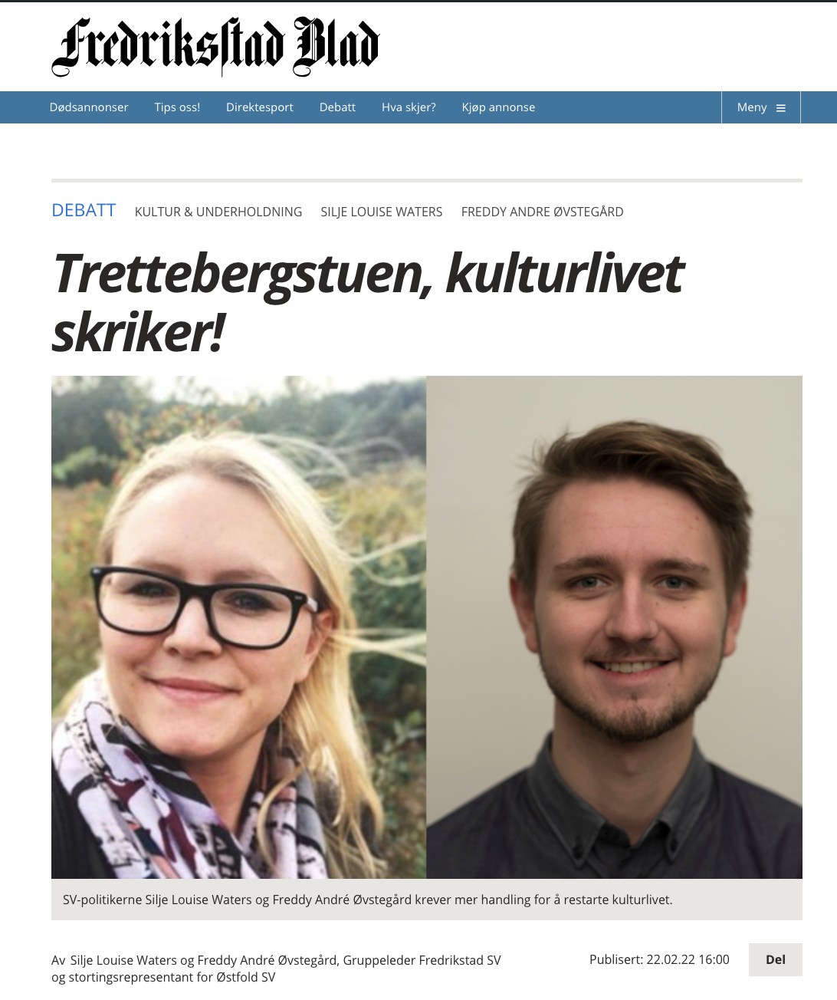 Fredriksstad Blad
Dødsannonser Tips oss! Direktesport Debatt Hva skjer? Kjøp annonse Meny
DEBATT KULTUR & UNDERHOLDNING SILJE LOUISE WATERS FREDDY ANDRE ØVSTEGÅRD
Trettebergstuen, kulturlivet
skriker!
SV-politikerne Silje Louise Waters og Freddy André Øvstegård krever mer handling for å restarte kulturlivet.
Av Silje Louise Waters og Freddy André Øvstegård, Gruppeleder Fredrikstad SV
og stortingsrepresentant for Østfold SV
Publisert: 22.02.22 16:00 Del